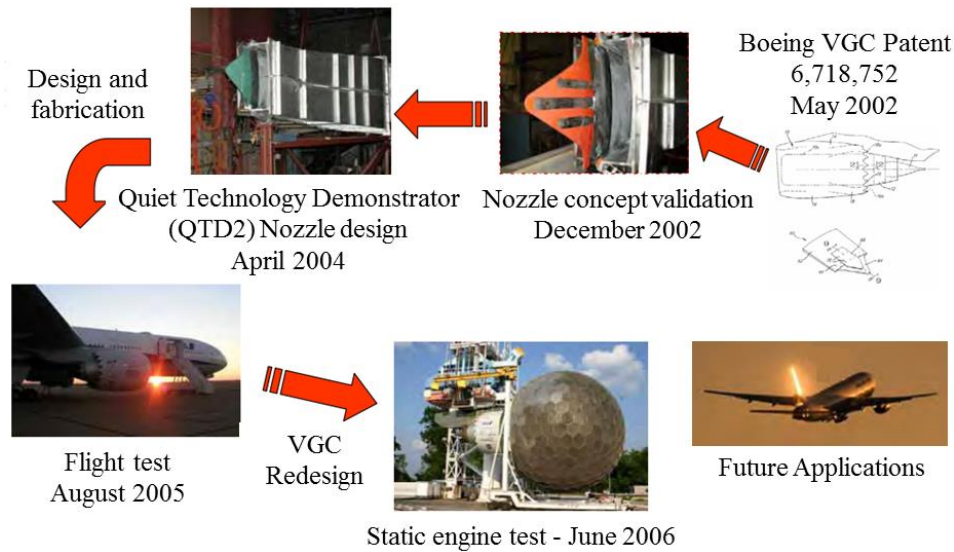 Boeing VGC Patent
6,718,752
May 2002
Nozzle concept validation
December 2002
Quiet Technology Demonstrator
(QTD2) Nozzle design
April 2004
Design and
fabrication
Flight test
August 2005
VGC
Redesign
Static engine test - June 2006
Future Applications